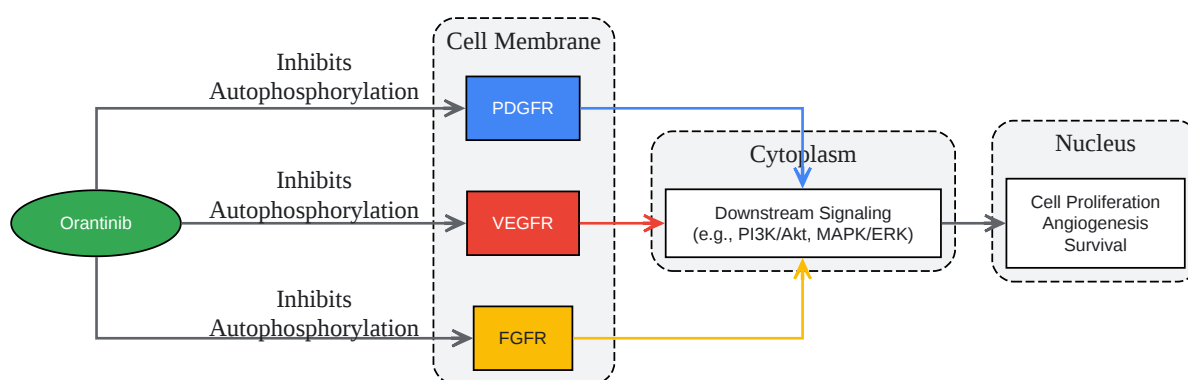 Cell Membrane
Inhibits
Autophosphorylation
PDGFR
Cytoplasm
Nucleus
Inhibits
Autophosphorylation
Orantinib
VEGFR
Downstream Signaling
(e.g., PI3K/Akt, MAPK/ERK)
Cell Proliferation
Angiogenesis
Survival
Inhibits
Autophosphorylation
FGFR